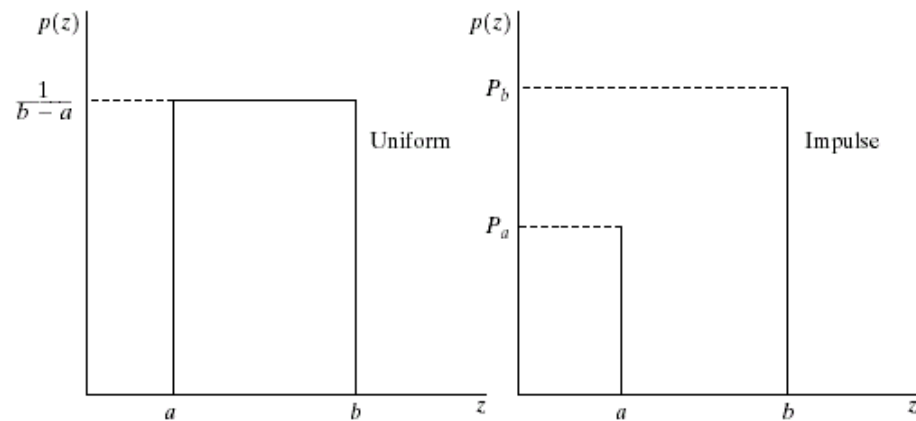 p(z)
1
b − a
Uniform
a
b
z
p(z)
P_b
Impulse
P_a
a
b
z